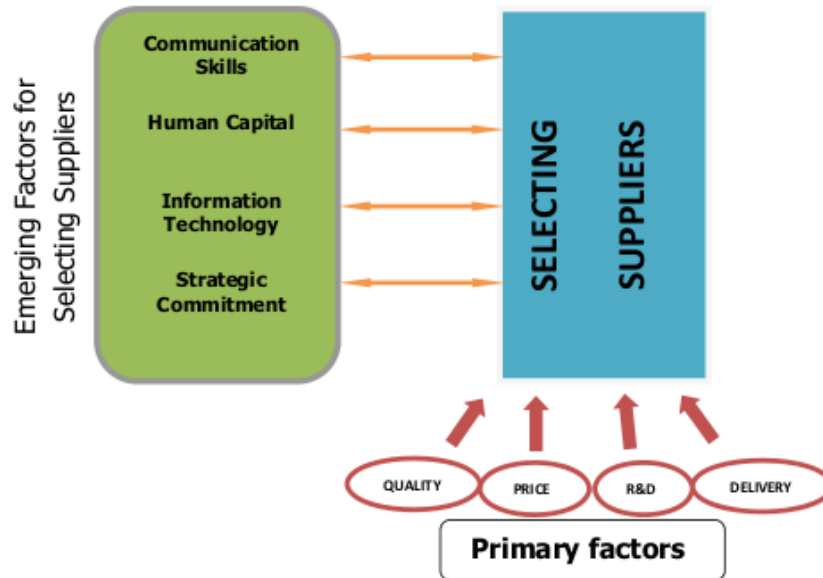 Emerging Factors for
Selecting Suppliers
Communication
Skills
Human Capital
Information
Technology
Strategic
Commitment
SELECTING
SUPPLIERS
QUALITY
PRICE
R&D
DELIVERY
Primary factors